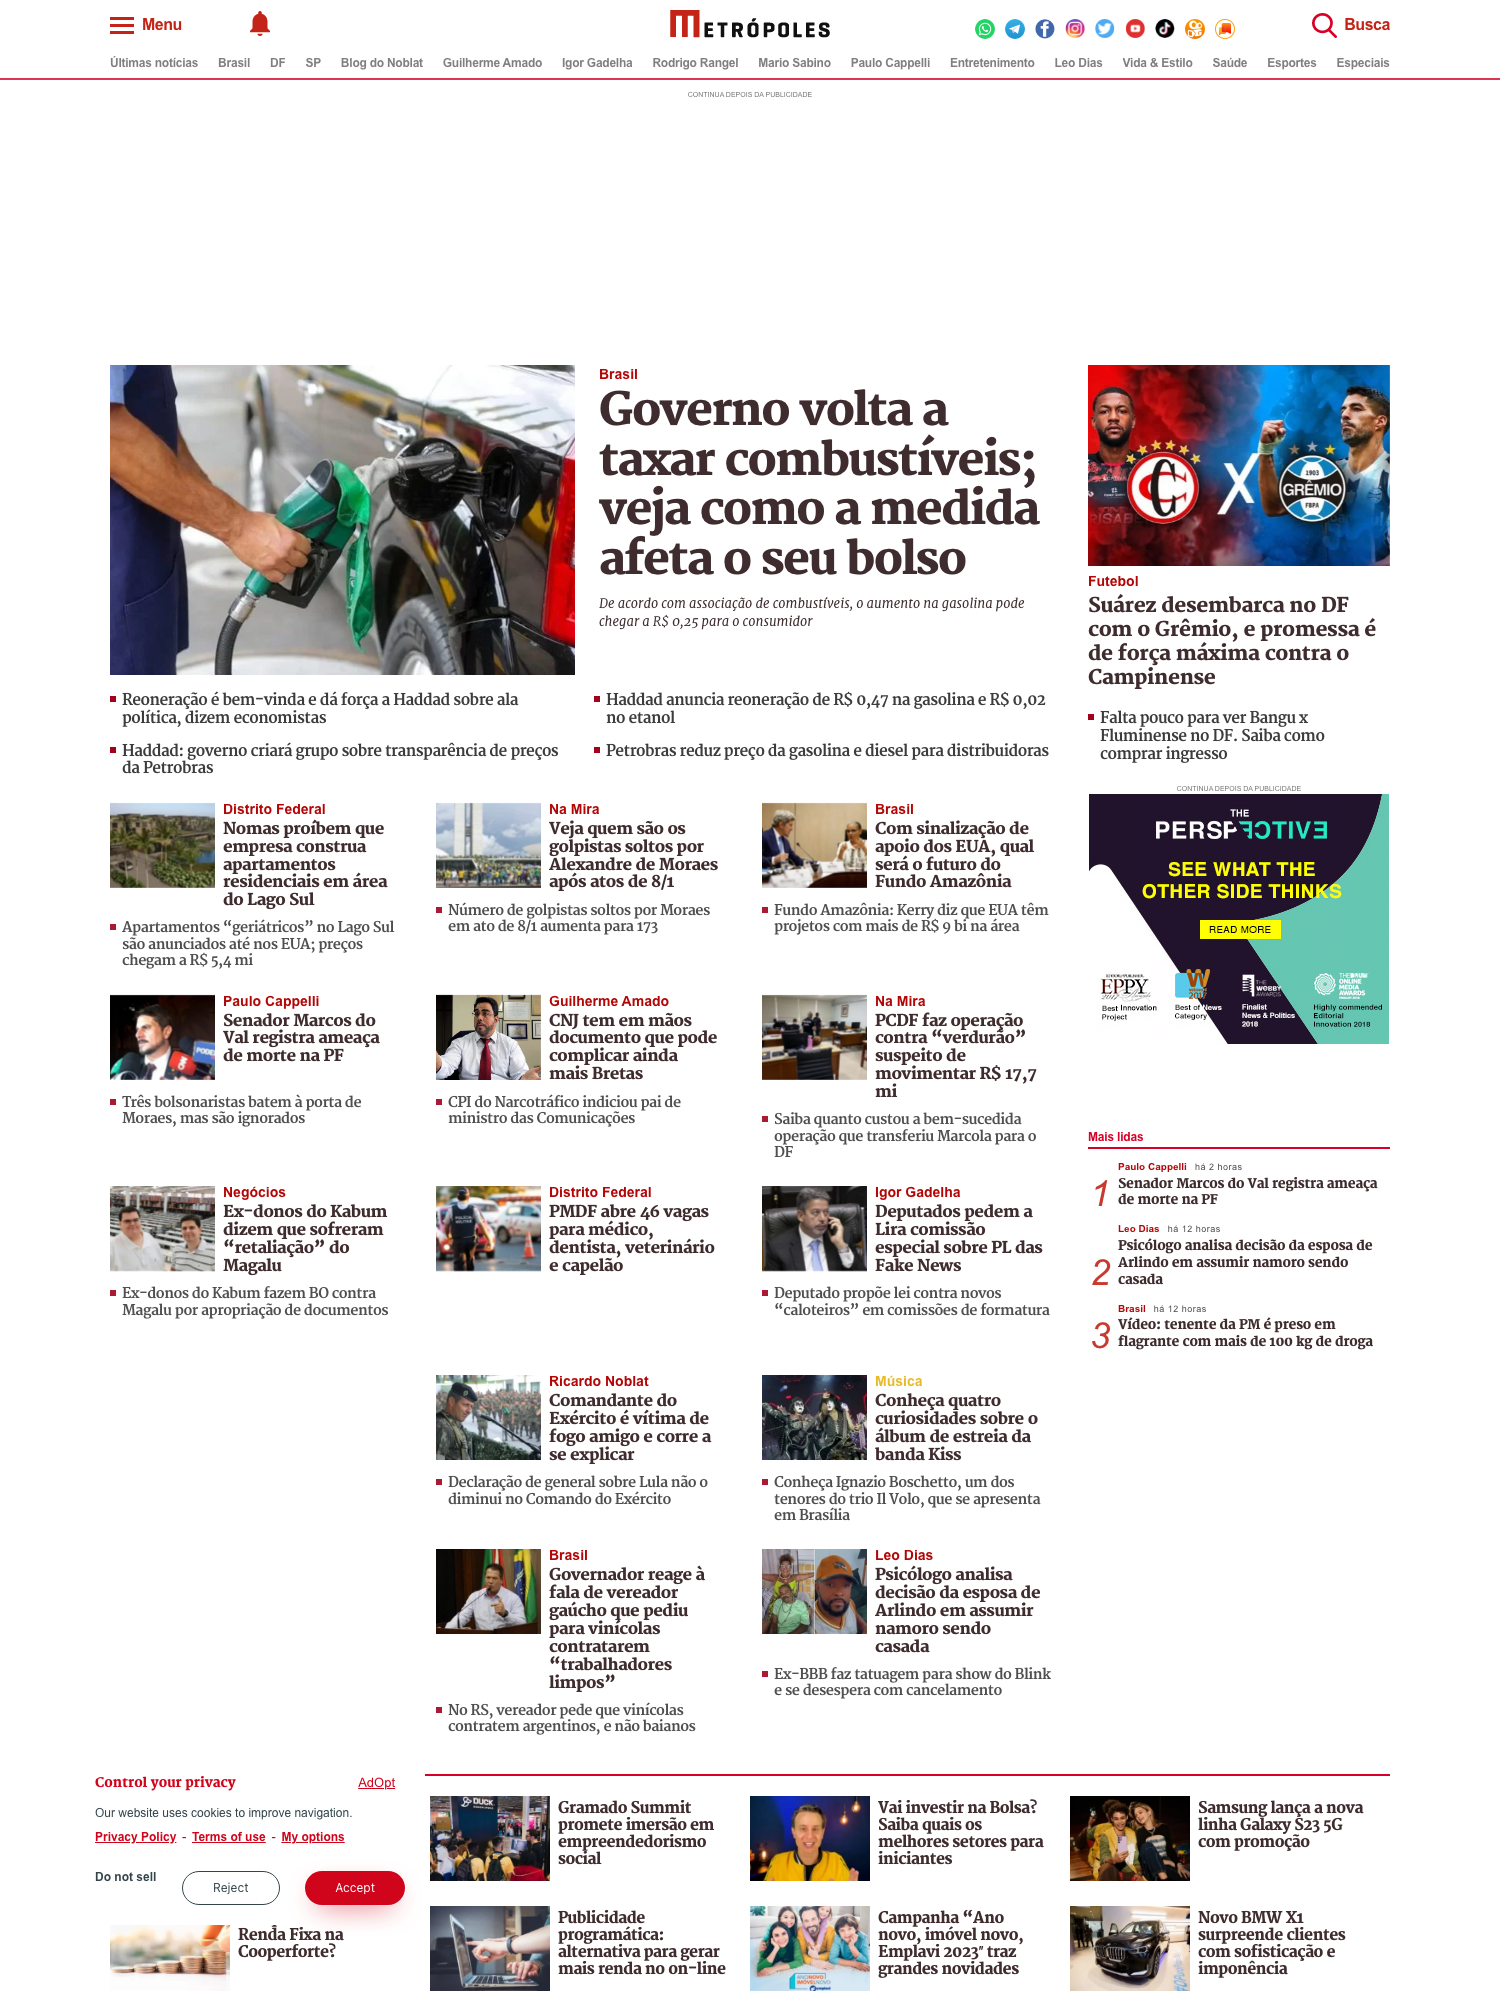 Menu
METRÓPOLES
Busca
Últimas notícias Brasil DF SP Blog do Noblat Guilherme Amado Igor Gadelha Rodrigo Rangel Mario Sabino Paulo Cappelli Entretenimento Leo Dias Vida & Estilo Saúde Esportes Especiais
CONTINUA DEPOIS DA PUBLICIDADE
Brasil
Governo volta a
taxar combustíveis;
veja como a medida
afeta o seu bolso
De acordo com associação de combustíveis, o aumento na gasolina pode
chegar a R$ 0,25 para o consumidor
Reoneração é bem-vinda e dá força a Haddad sobre ala
política, dizem economistas
Haddad anuncia reoneração de R$ 0,47 na gasolina e R$ 0,02
no etanol
Haddad: governo criará grupo sobre transparência de preços
da Petrobras
Petrobras reduz preço da gasolina e diesel para distribuidoras
X
1903
GRÊMIO
FBPA
Futebol
Suárez desembarca no DF
com o Grêmio, e promessa é
de força máxima contra o
Campinense
Falta pouco para ver Bangu x
Fluminense no DF. Saiba como
comprar ingresso
CONTINUA DEPOIS DA PUBLICIDADE
THE
PERSPECTIVE
SEE WHAT THE
OTHER SIDE THINKS
READ MORE
EPPY
2017 Awards
Best Innovation
Project
W
2017
Best of News
Category
THE
WEBBY
AWARDS
Finalist
News & Politics
2018
THE DRUM
ONLINE
MEDIA
AWARDS
Highly commended
Editorial
Innovation 2018
Distrito Federal
Nomas proíbem que
empresa construa
apartamentos
residenciais em área
do Lago Sul
Apartamentos “geriátricos” no Lago Sul
são anunciados até nos EUA; preços
chegam a R$ 5,4 mi
Na Mira
Veja quem são os
golpistas soltos por
Alexandre de Moraes
após atos de 8/1
Número de golpistas soltos por Moraes
em ato de 8/1 aumenta para 173
Brasil
Com sinalização de
apoio dos EUA, qual
será o futuro do
Fundo Amazônia
Fundo Amazônia: Kerry diz que EUA têm
projetos com mais de R$ 9 bi na área
Paulo Cappelli
Senador Marcos do
Val registra ameaça
de morte na PF
Três bolsonaristas batem à porta de
Moraes, mas são ignorados
Guilherme Amado
CNJ tem em mãos
documento que pode
complicar ainda
mais Bretas
CPI do Narcotráfico indiciou pai de
ministro das Comunicações
Na Mira
PCDF faz operação
contra “verdurão”
suspeito de
movimentar R$ 17,7
mi
Saiba quanto custou a bem-sucedida
operação que transferiu Marcola para o
DF
Negócios
Ex-donos do Kabum
dizem que sofreram
“retaliação” do
Magalu
Ex-donos do Kabum fazem BO contra
Magalu por apropriação de documentos
Distrito Federal
PMDF abre 46 vagas
para médico,
dentista, veterinário
e capelão
Igor Gadelha
Deputados pedem a
Lira comissão
especial sobre PL das
Fake News
Deputado propõe lei contra novos
“caloteiros” em comissões de formatura
Mais lidas
Paulo Cappelli há 2 horas
1 Senador Marcos do Val registra ameaça
de morte na PF
Leo Dias há 12 horas
2 Psicólogo analisa decisão da esposa de
Arlindo em assumir namoro sendo
casada
Brasil há 12 horas
3 Vídeo: tenente da PM é preso em
flagrante com mais de 100 kg de droga
Ricardo Noblat
Comandante do
Exército é vítima de
fogo amigo e corre a
se explicar
Declaração de general sobre Lula não o
diminui no Comando do Exército
Música
Conheça quatro
curiosidades sobre o
álbum de estreia da
banda Kiss
Conheça Ignazio Boschetto, um dos
tenores do trio Il Volo, que se apresenta
em Brasília
Brasil
Governador reage à
fala de vereador
gaúcho que pediu
para vinícolas
contratarem
“trabalhadores
limpos”
No RS, vereador pede que vinícolas
contratem argentinos, e não baianos
Leo Dias
Psicólogo analisa
decisão da esposa de
Arlindo em assumir
namoro sendo
casada
Ex-BBB faz tatuagem para show do Blink
e se desespera com cancelamento
Control your privacy
AdOpt
Our website uses cookies to improve navigation.
Privacy Policy - Terms of use - My options
Do not sell
Reject
Accept
DUCK
Gramado Summit
promete imersão em
empreendedorismo
social
Vai investir na Bolsa?
Saiba quais os
melhores setores para
iniciantes
Samsung lança a nova
linha Galaxy S23 5G
com promoção
Renda Fixa na
Cooperforte?
Publicidade
programática:
alternativa para gerar
mais renda no on-line
Campanha “Ano
novo, imóvel novo,
Emplavi 2023″ traz
grandes novidades
Novo BMW X1
surpreende clientes
com sofisticação e
imponência